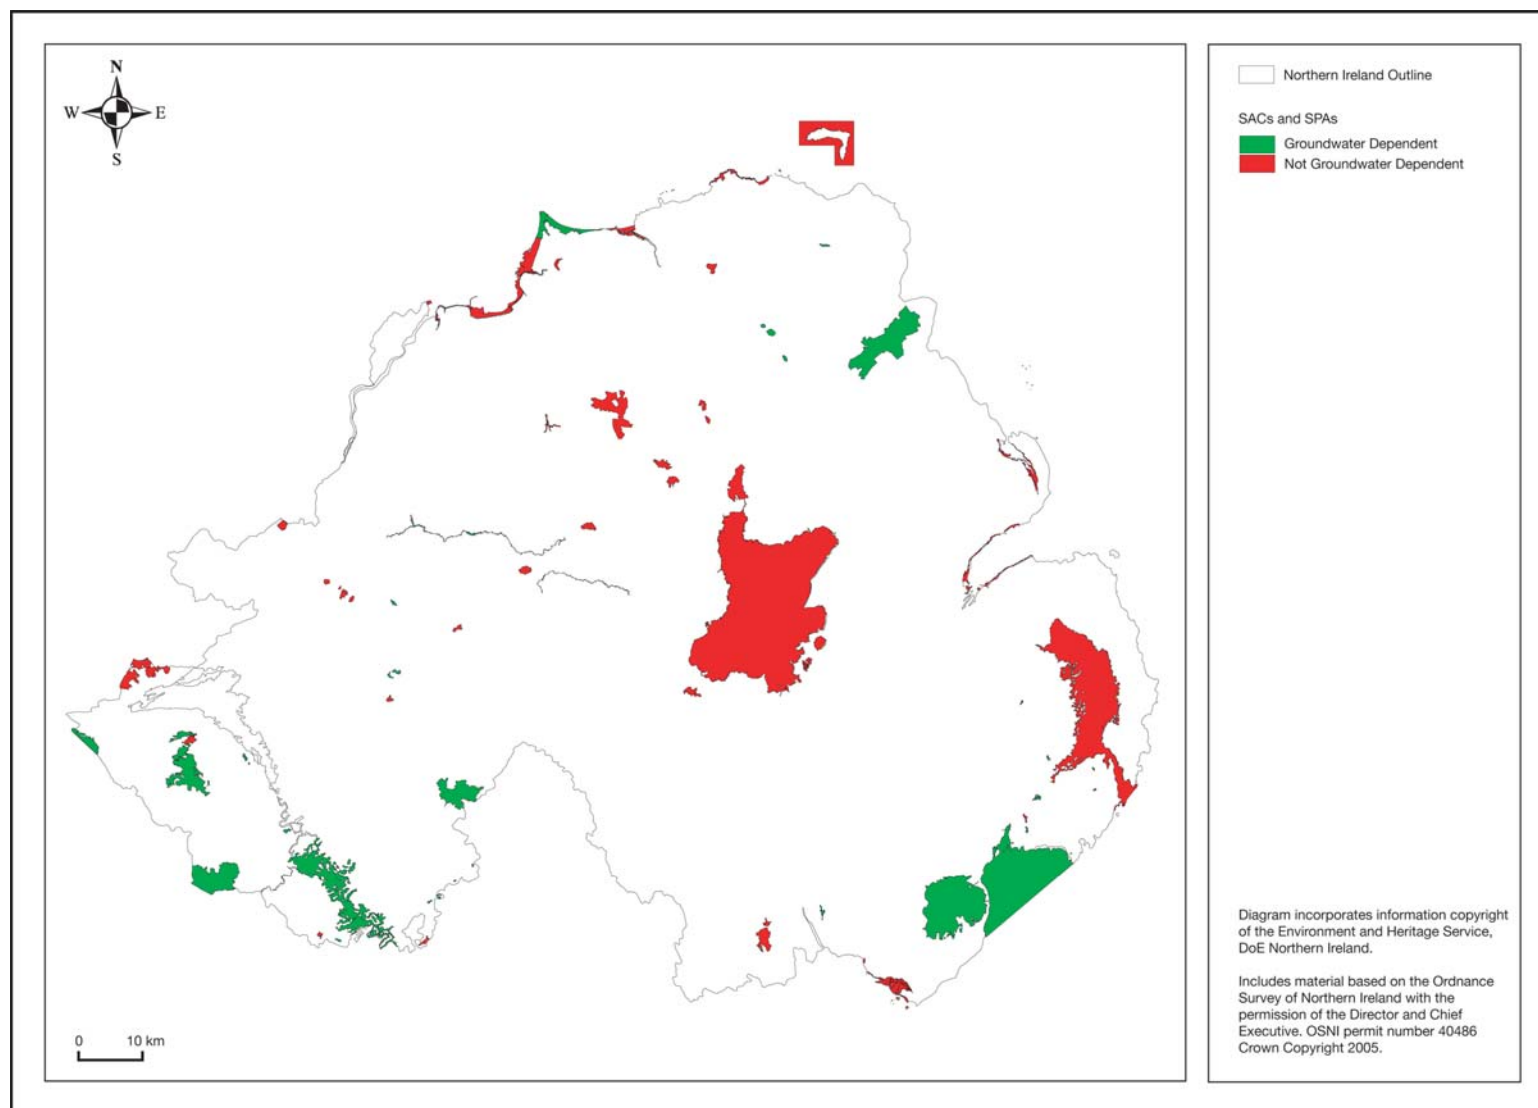 N
W E
S
0 10 km
Northern Ireland Outline
SACs and SPAs
Groundwater Dependent
Not Groundwater Dependent
Diagram incorporates information copyright
of the Environment and Heritage Service,
DoE Northern Ireland.
Includes material based on the Ordnance
Survey of Northern Ireland with the
permission of the Director and Chief
Executive. OSNI permit number 40486
Crown Copyright 2005.